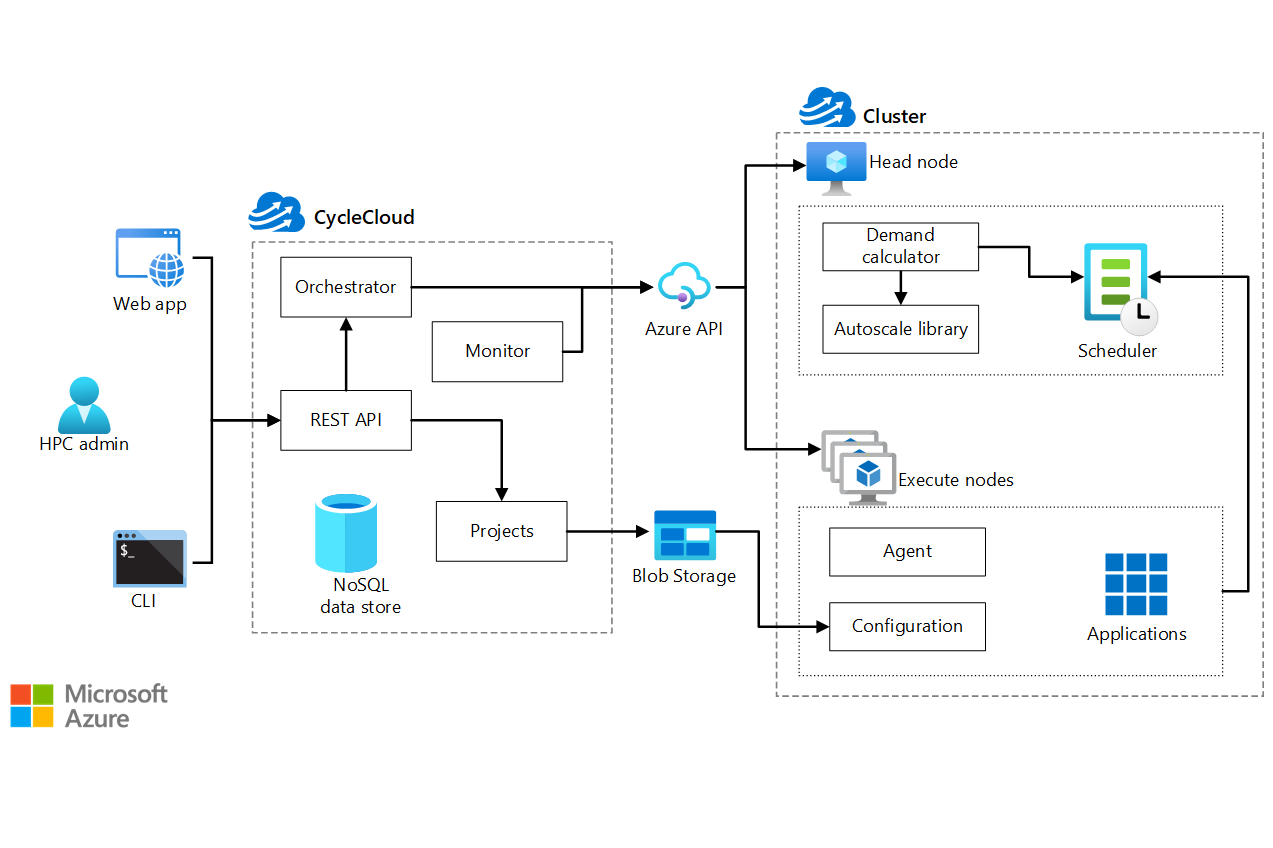 Cluster
Head node
CycleCloud
Demand
calculator
Orchestrator
Web app
Azure API
Autoscale library
Monitor
Scheduler
REST API
HPC admin
Execute nodes
$_
Projects
Agent
Blob Storage
NoSQL
data store
CLI
Configuration
Applications
Microsoft
Azure